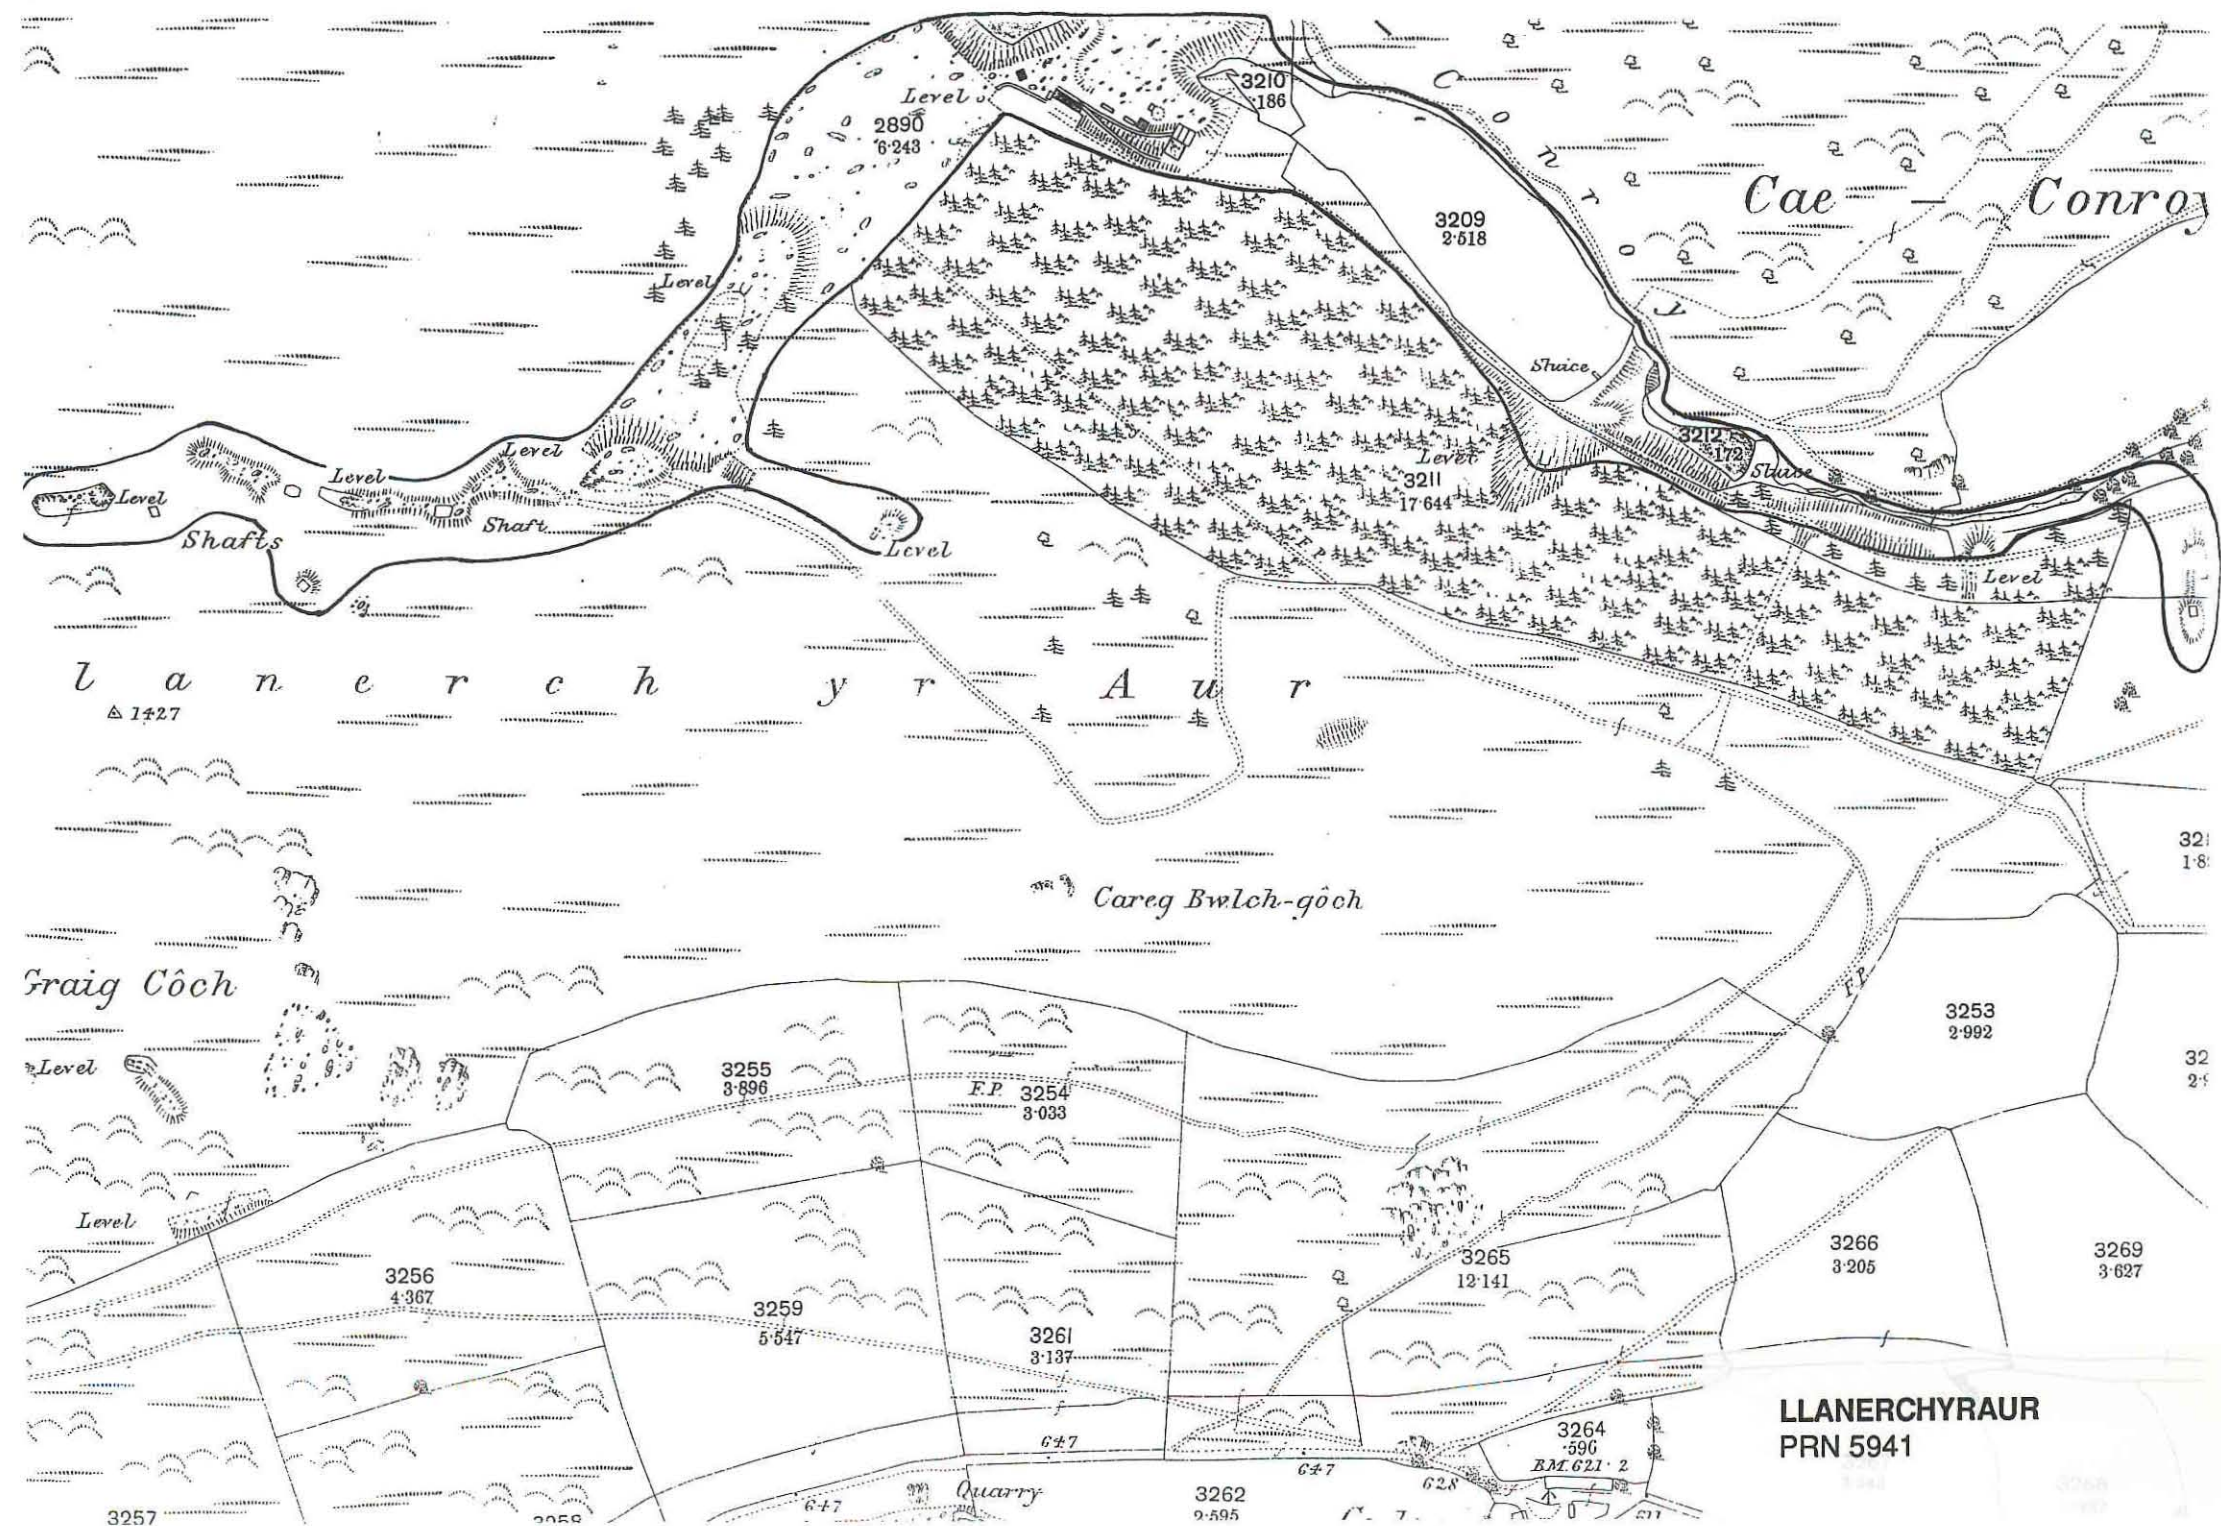 3210
·186
Level
2890
6·243
Conroy
Cae - Conroy
3209
2·518
Level
Sluice
3212
·172
Sluice
Level
Level
Level
Level
3211
17·644
Shaft
Shafts
Level
F.P.
Level
lanerch yr Aur
1427
Careg Bwlch-gôch
Graig Côch
F.P.
3253
2·992
Level
3255
3·896
F.P.
3254
3·033
Level
3256
4·367
3265
12·141
3266
3·205
3269
3·627
3259
5·547
3261
3·137
LLANERCHYRAUR
PRN 5941
3264
·596
B.M. 621·2
647
647
628
647
Quarry
3262
2·595
3257
3258
611